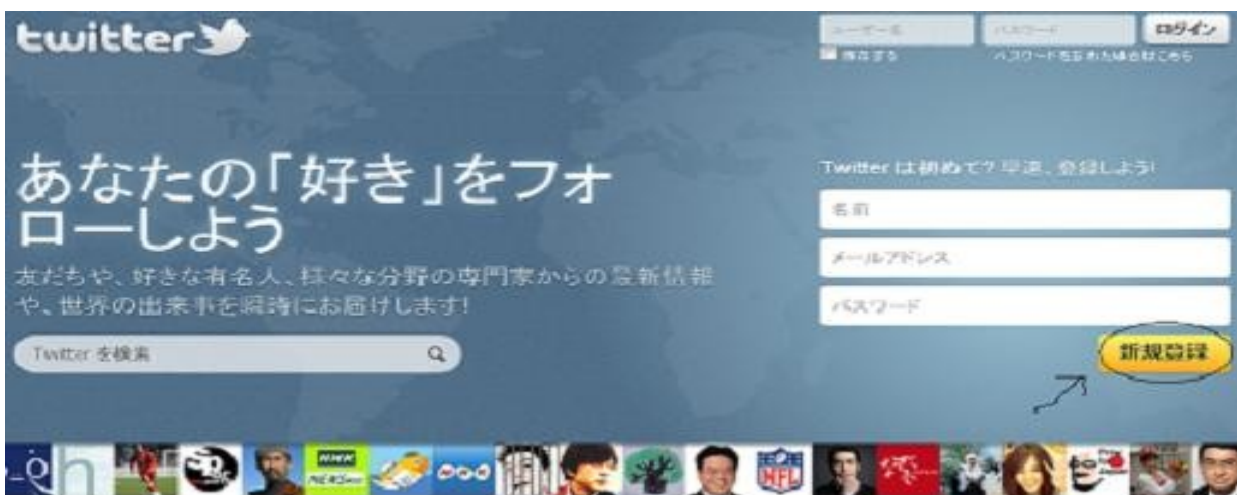 twitter
ユーザー名 パスワード ログイン
保存する パスワードを忘れた場合はこちら
あなたの「好き」をフォ
ローしよう
友だちや、好きな有名人、様々な分野の専門家からの最新情報
や、世界の出来事を瞬時にお届けします!
Twitter を検索
Twitter は初めて? 早速、登録しよう!
名前
メールアドレス
パスワード
新規登録
NHK
NEWS
NFL